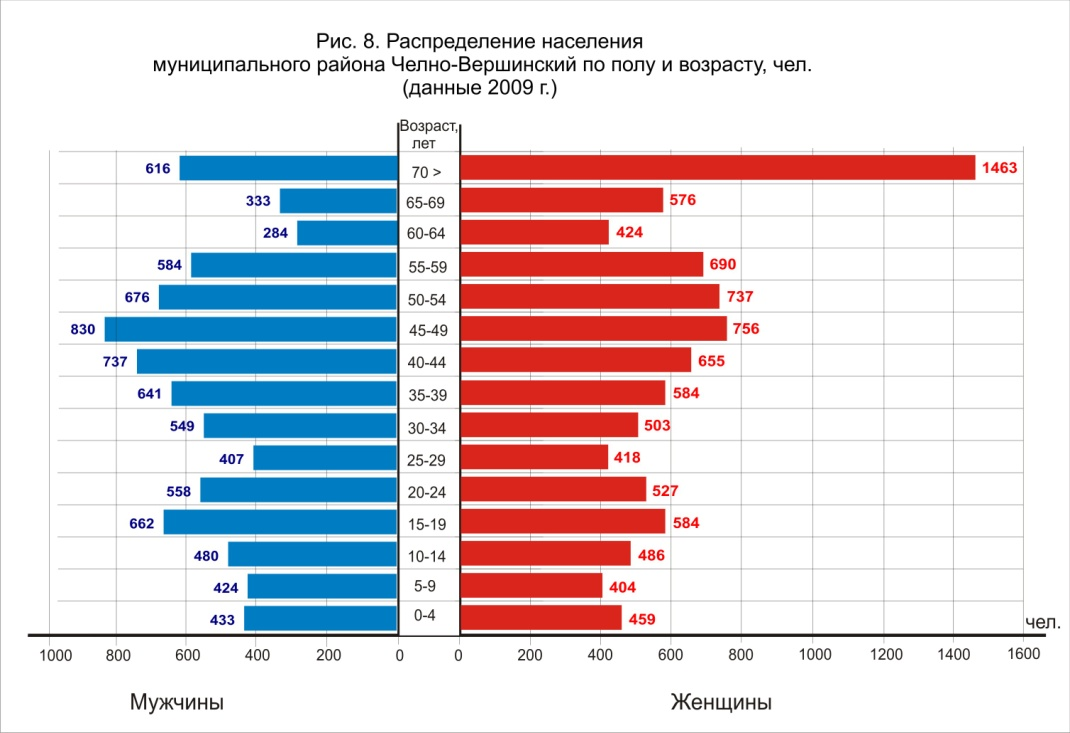 Рис. 8. Распределение населения
муниципального района Челно-Вершинский по полу и возрасту, чел.
(данные 2009 г.)
Возраст,
лет
616 70 > 1463
333 65-69 576
284 60-64 424
584 55-59 690
676 50-54 737
830 45-49 756
737 40-44 655
641 35-39 584
549 30-34 503
407 25-29 418
558 20-24 527
662 15-19 584
480 10-14 486
424 5-9 404
433 0-4 459
чел.
1000 800 600 400 200 0 0 200 400 600 800 1000 1200 1400 1600
Мужчины Женщины